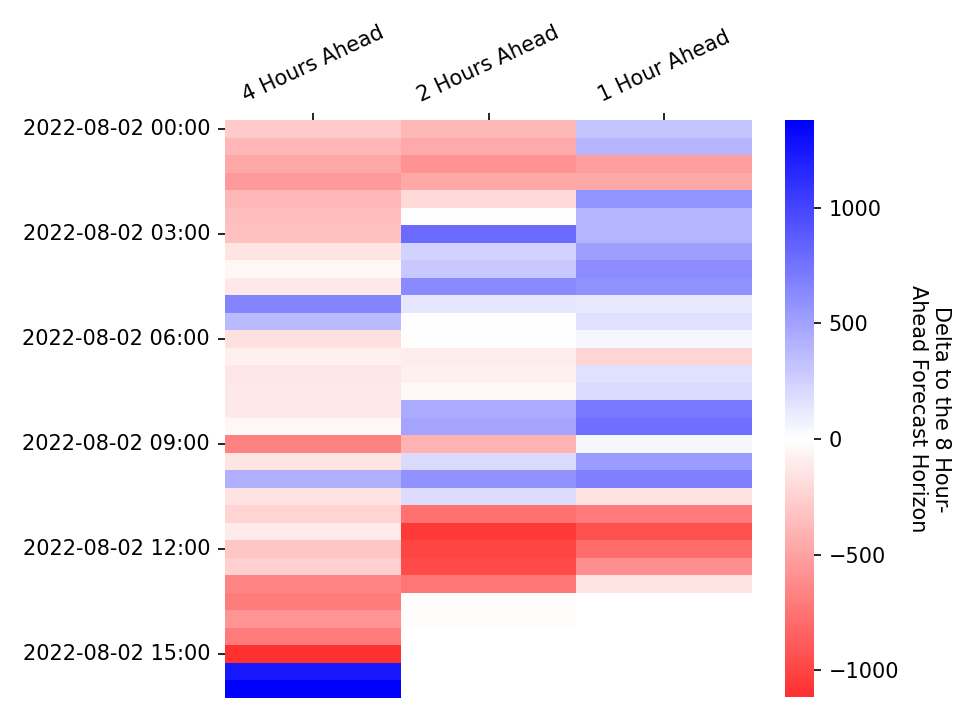 4 Hours Ahead
2 Hours Ahead
1 Hour Ahead
2022-08-02 00:00
2022-08-02 03:00
2022-08-02 06:00
2022-08-02 09:00
2022-08-02 12:00
2022-08-02 15:00
1000
500
0
−500
−1000
Delta to the 8 Hour-
Ahead Forecast Horizon